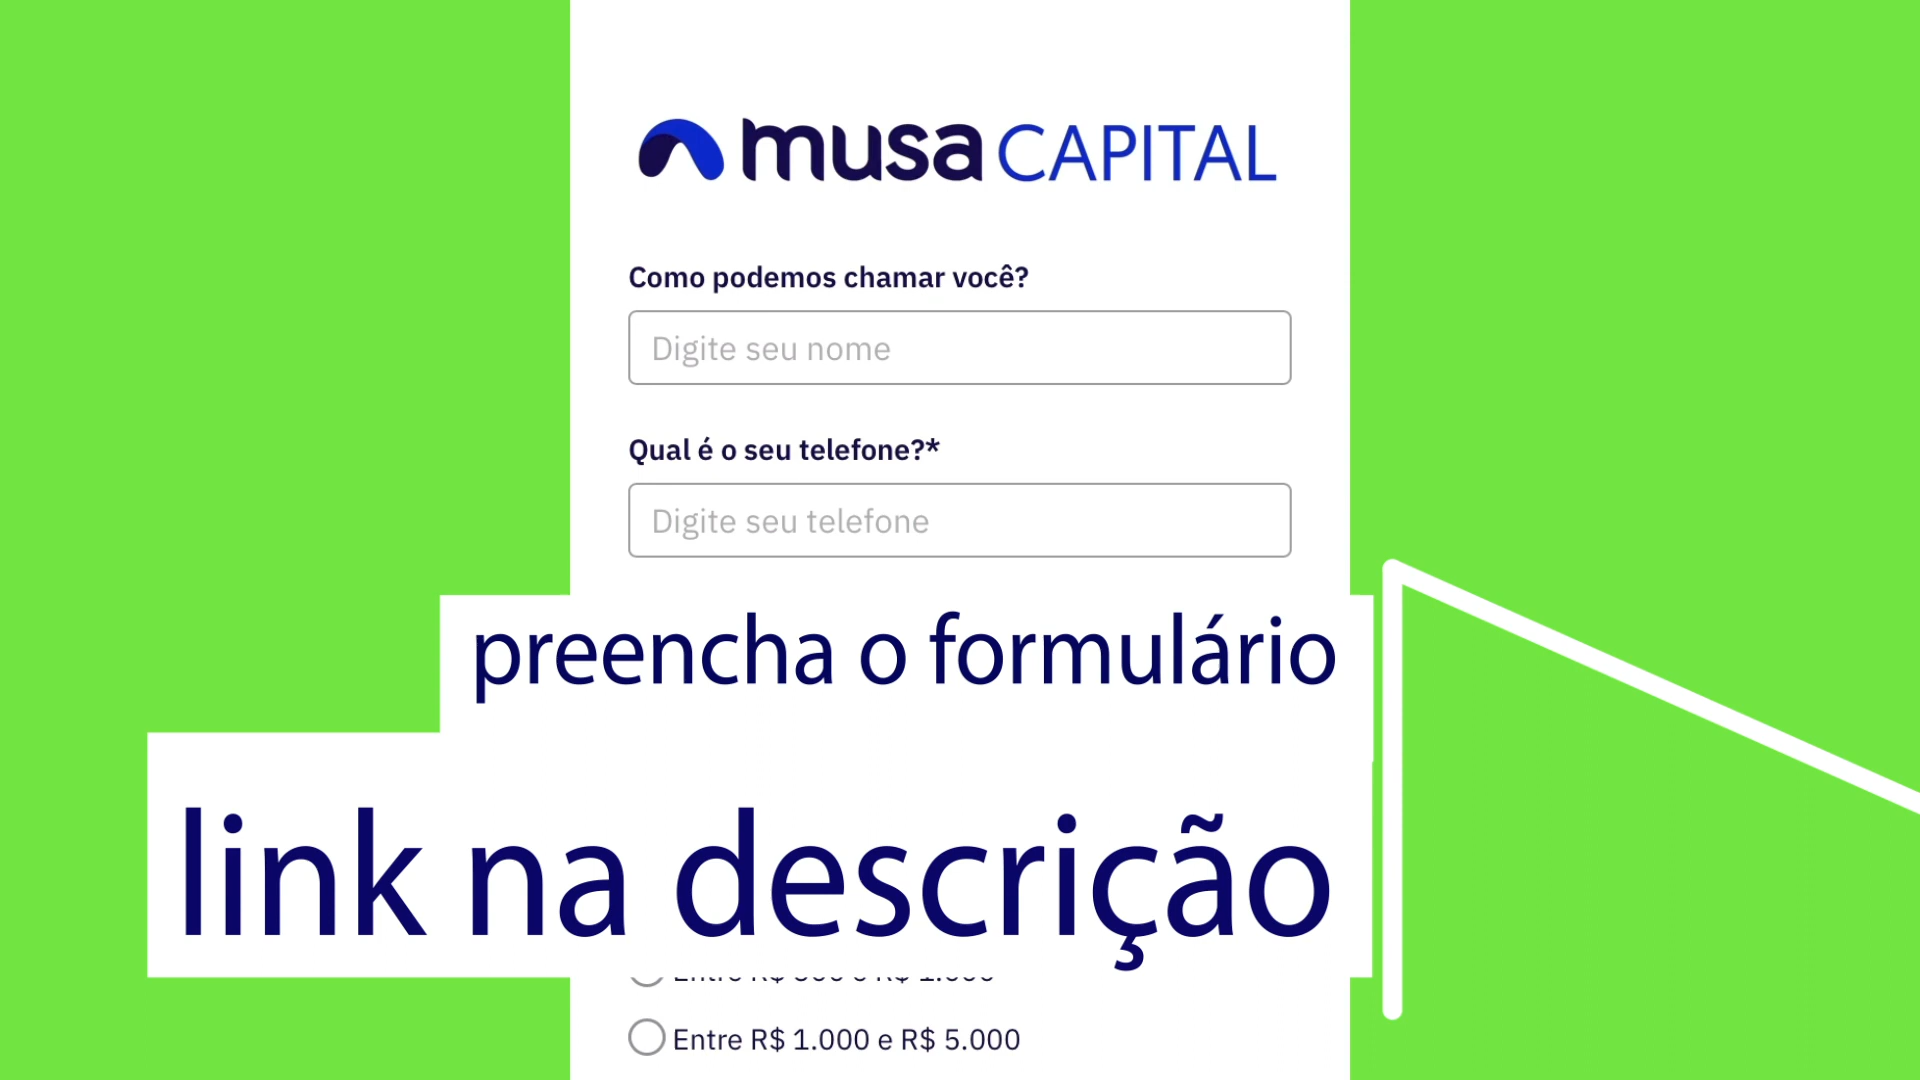 musa CAPITAL
Como podemos chamar você?
Digite seu nome
Qual é o seu telefone?*
Digite seu telefone
preencha o formulário
link na descrição
Entre R$ 1.000 e R$ 5.000